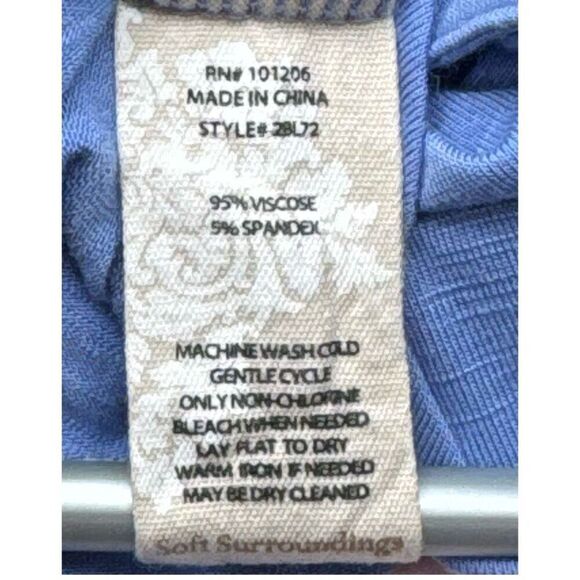 RN# 101206
MADE IN CHINA
STYLE# 2BL72
95% VISCOSE
5% SPANDEX
MACHINE WASH COLD
GENTLE CYCLE
ONLY NON-CHLORINE
BLEACH WHEN NEEDED
LAY FLAT TO DRY
WARM IRON IF NEEDED
MAY BE DRY CLEANED
Soft Surroundings